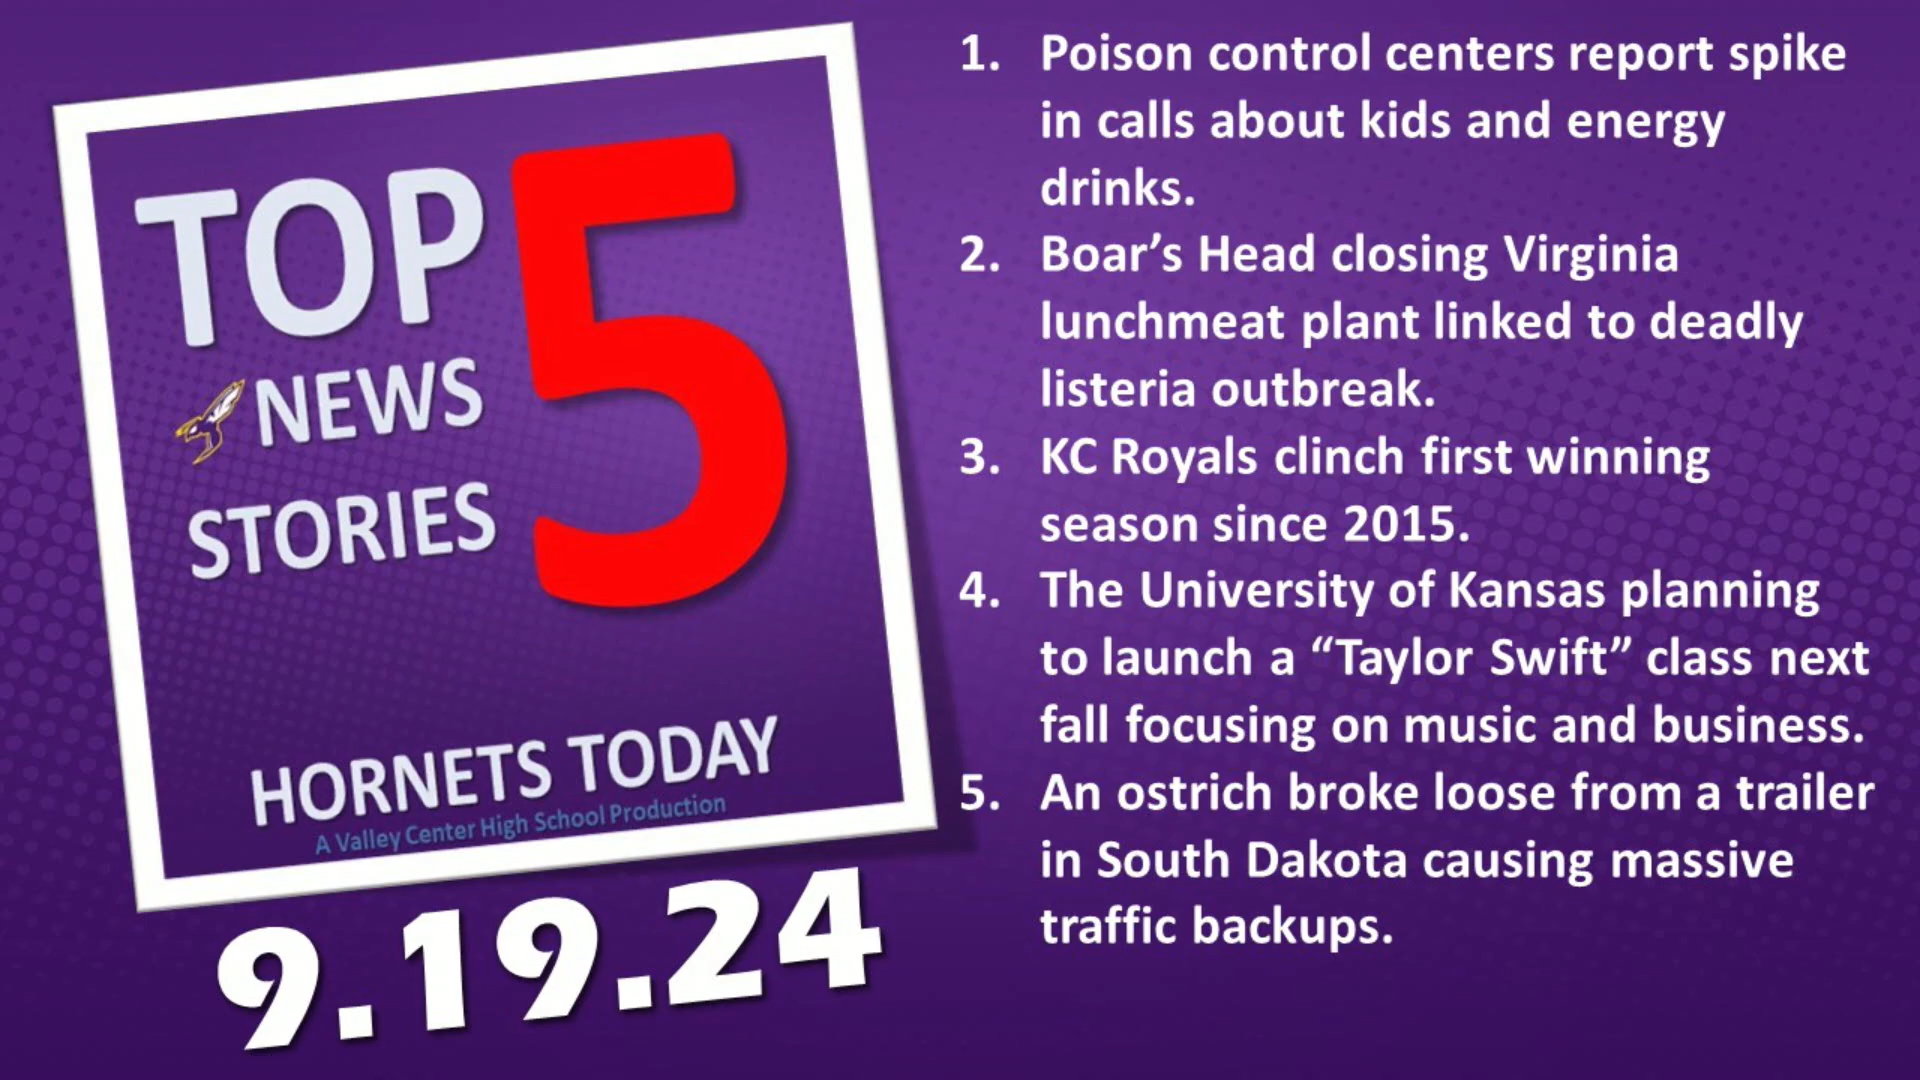 TOP 5
NEWS
STORIES
HORNETS TODAY
A Valley Center High School Production
9.19.24
1. Poison control centers report spike
in calls about kids and energy
drinks.
2. Boar’s Head closing Virginia
lunchmeat plant linked to deadly
listeria outbreak.
3. KC Royals clinch first winning
season since 2015.
4. The University of Kansas planning
to launch a “Taylor Swift” class next
fall focusing on music and business.
5. An ostrich broke loose from a trailer
in South Dakota causing massive
traffic backups.